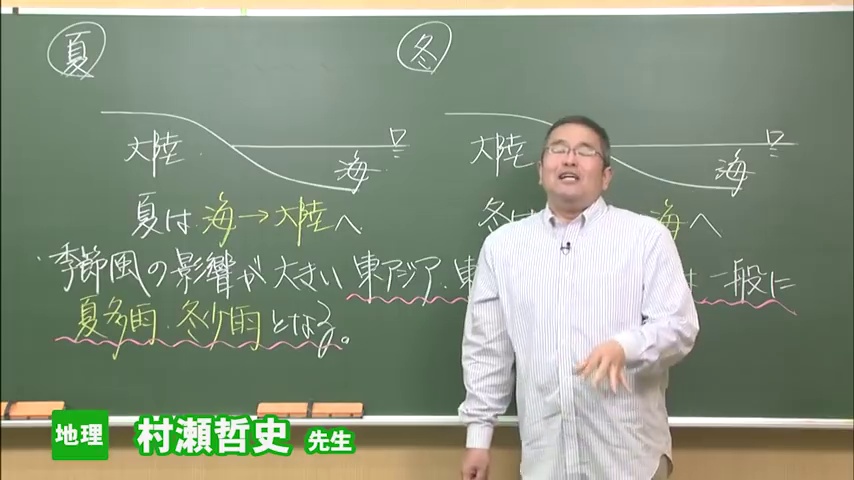 夏
冬
大陸
海
大陸
海
夏は 海→大陸へ
冬は 海へ
季節風の影響が大きい東アジア・東 は一般に
夏多雨・冬少雨となる。
地理 村瀬哲史 先生